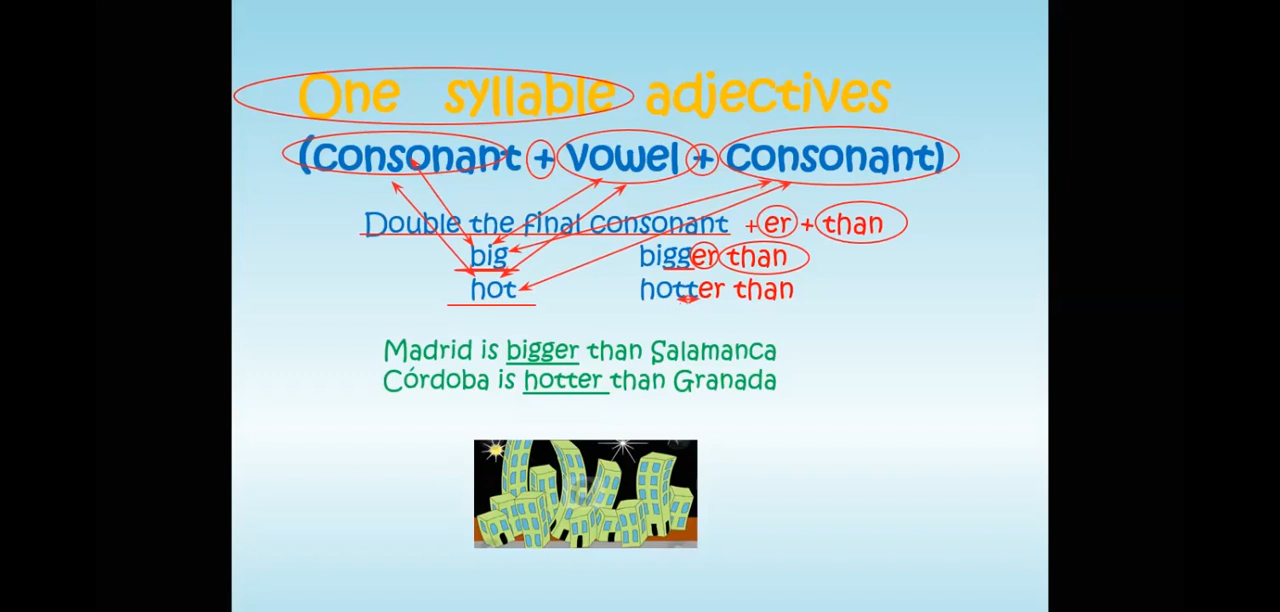 One syllable adjectives
(consonant + vowel + consonant)
Double the final consonant +er + than
big bigger than
hot hotter than
Madrid is bigger than Salamanca
Córdoba is hotter than Granada